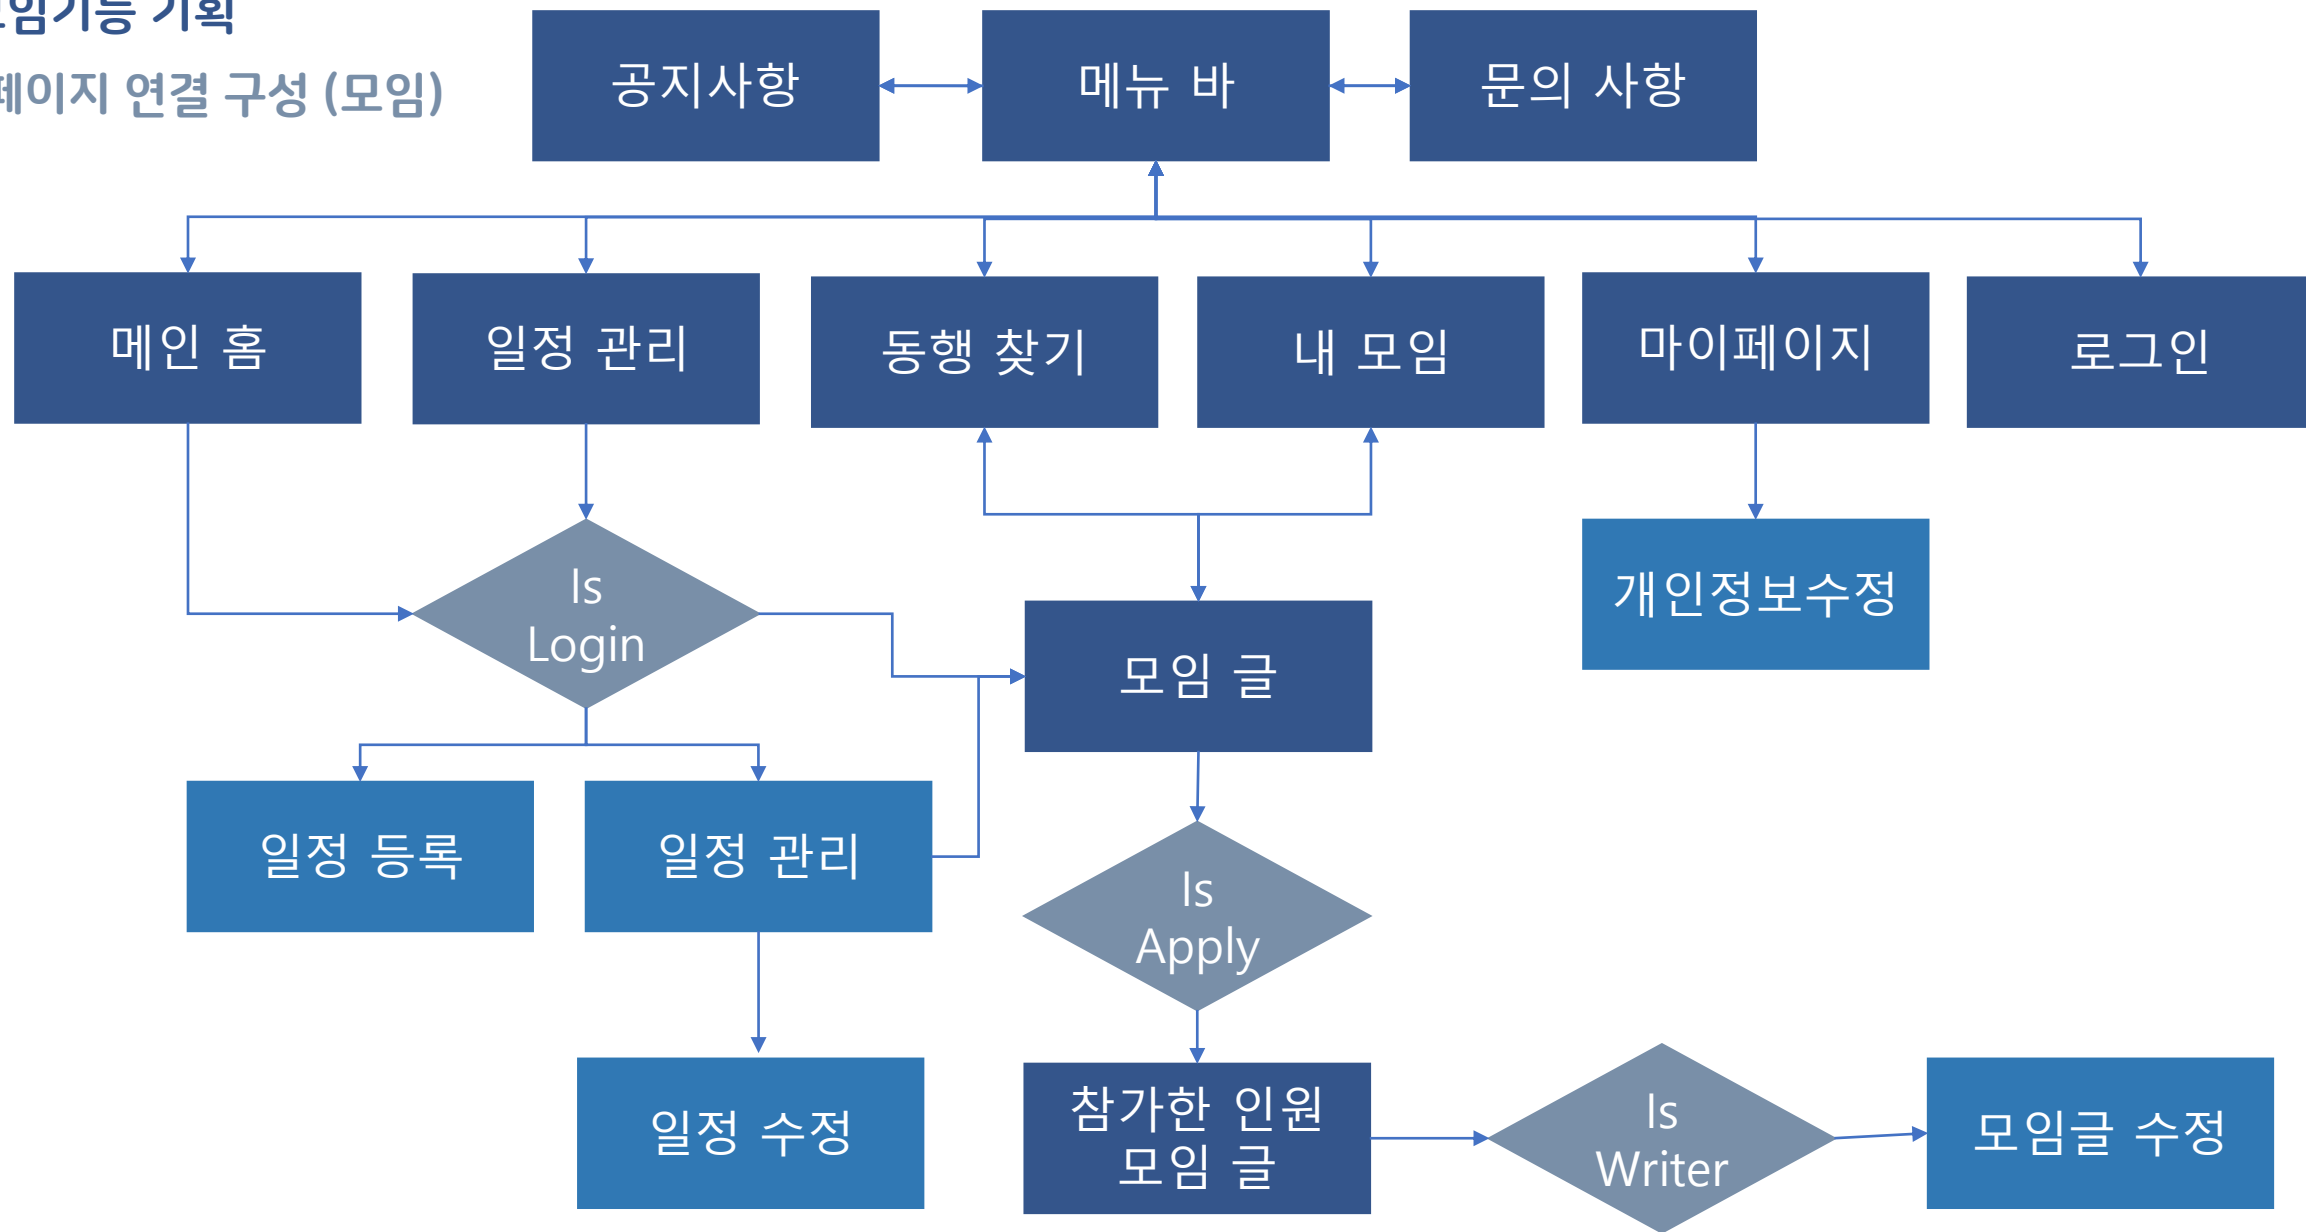 기획
연결 구성 (모임)
공지사항
메뉴 바
문의 사항
메인 홈
일정 관리
동행 찾기
내 모임
마이페이지
로그인
Is
Login
모임 글
개인정보수정
일정 등록
일정 관리
Is
Apply
일정 수정
참가한 인원
모임 글
Is
Writer
모임글 수정